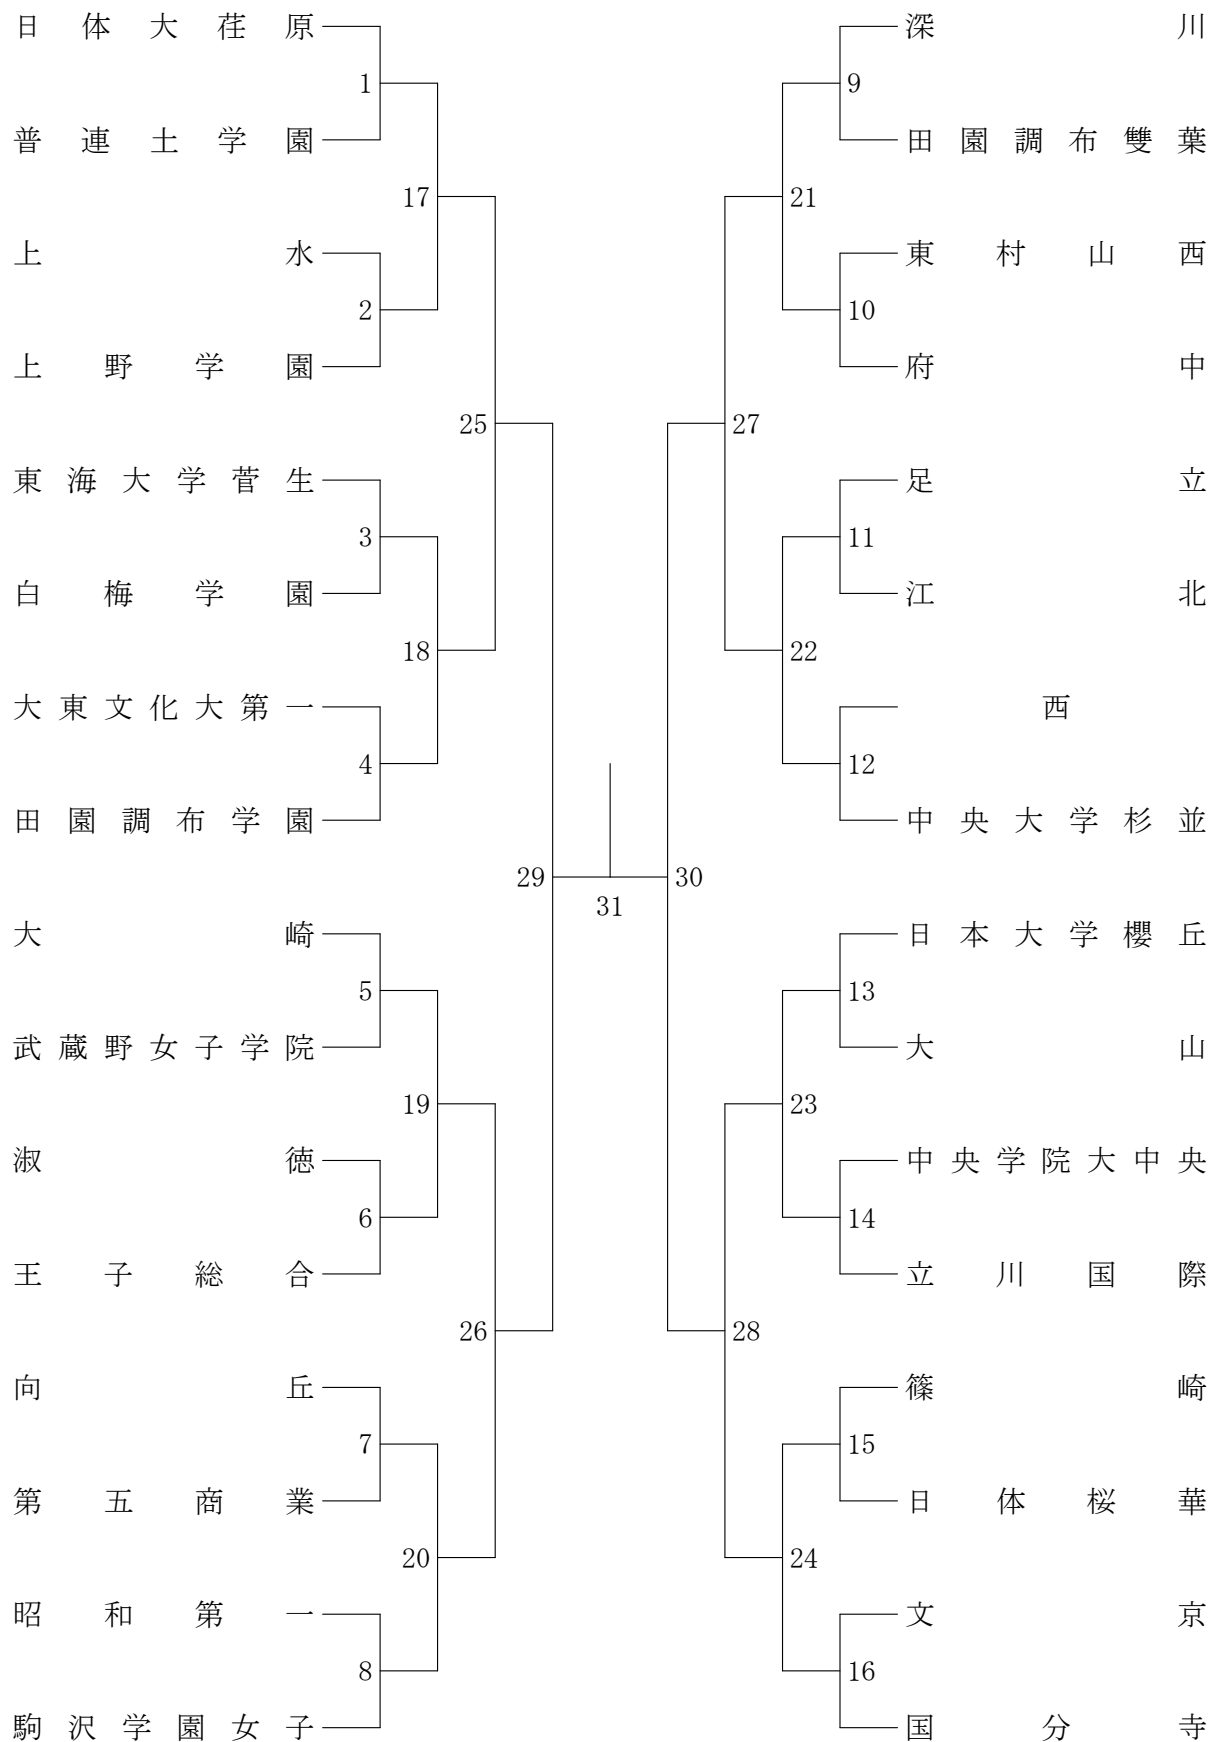 日体大荏原
深川
1
9
普連土学園
田園調布雙葉
17
21
上水
東村山西
2
10
上野学園
府中
25
27
東海大学菅生
足立
3
11
白梅学園
江北
18
22
大東文化大第一
西
4
12
田園調布学園
中央大学杉並
29
30
31
大崎
日本大学櫻丘
5
13
武蔵野女子学院
大山
19
23
淑徳
中央学院大中央
6
14
王子総合
立川国際
26
28
向丘
篠崎
7
15
第五商業
日体桜華
20
24
昭和第一
文京
8
16
駒沢学園女子
国分寺